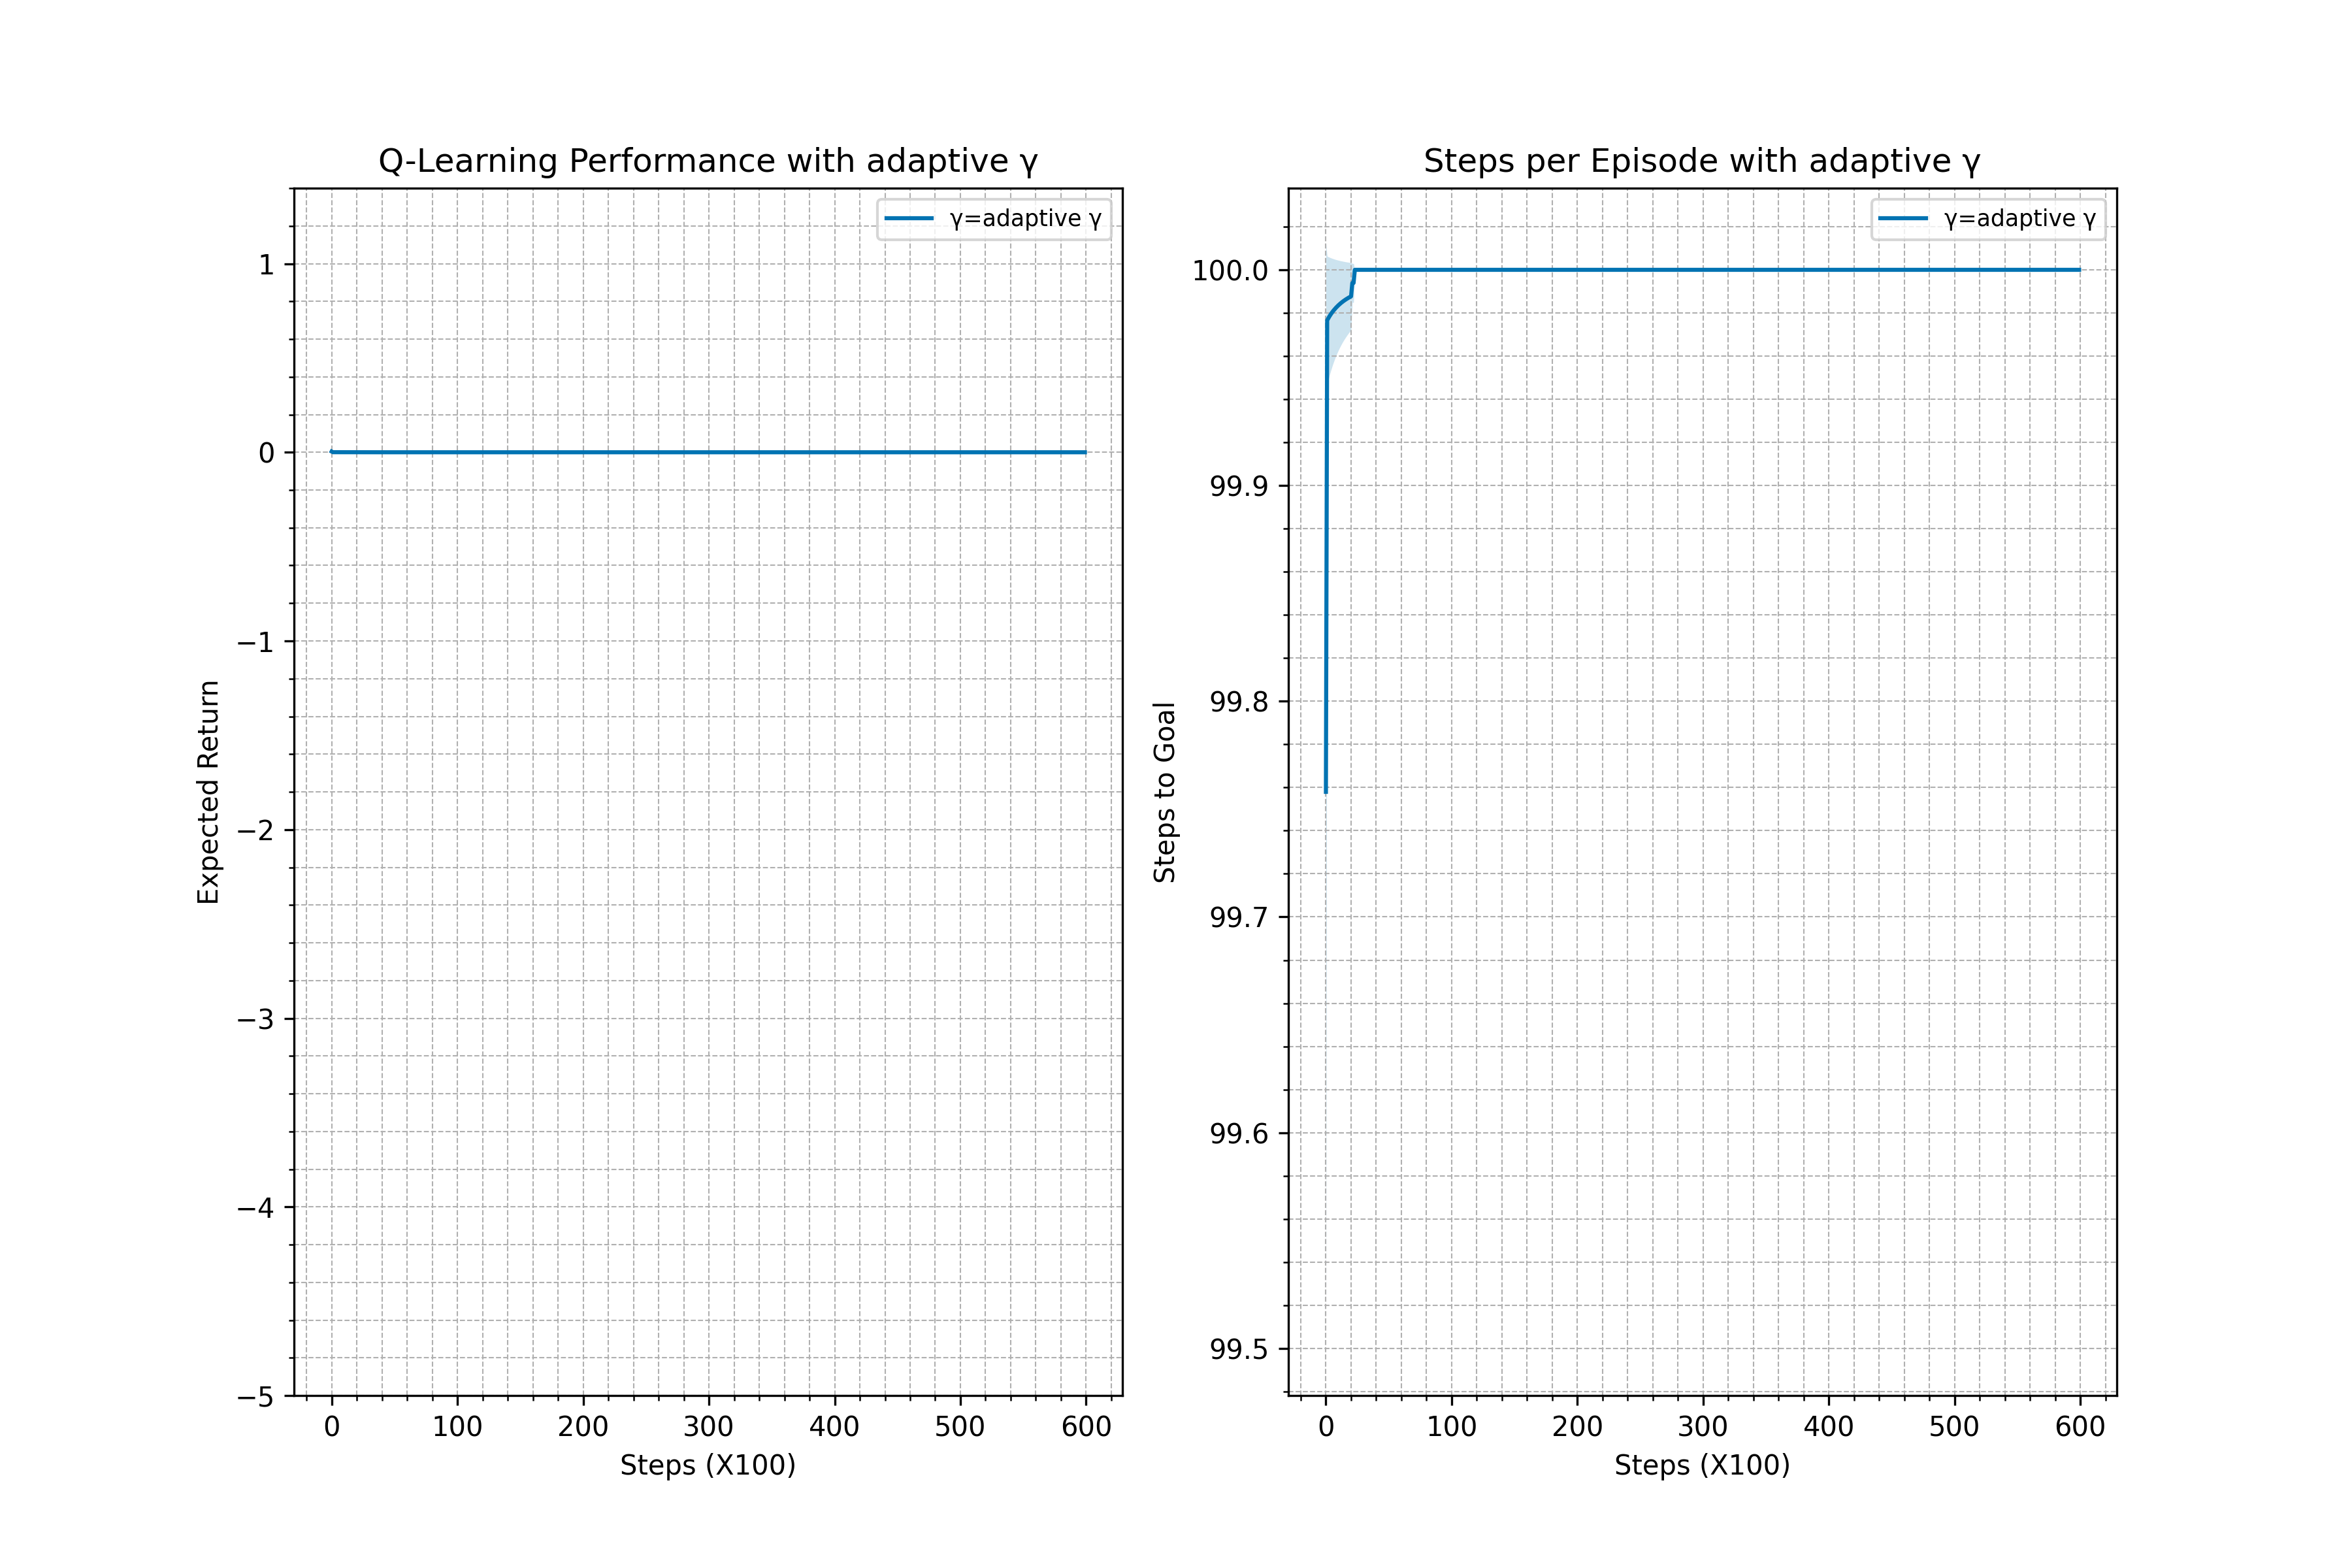 Q-Learning Performance with adaptive γ
γ=adaptive γ
1
0
−1
−2
−3
−4
−5
Expected Return
0 100 200 300 400 500 600
Steps (X100)
Steps per Episode with adaptive γ
γ=adaptive γ
100.0
99.9
99.8
99.7
99.6
99.5
Steps to Goal
0 100 200 300 400 500 600
Steps (X100)